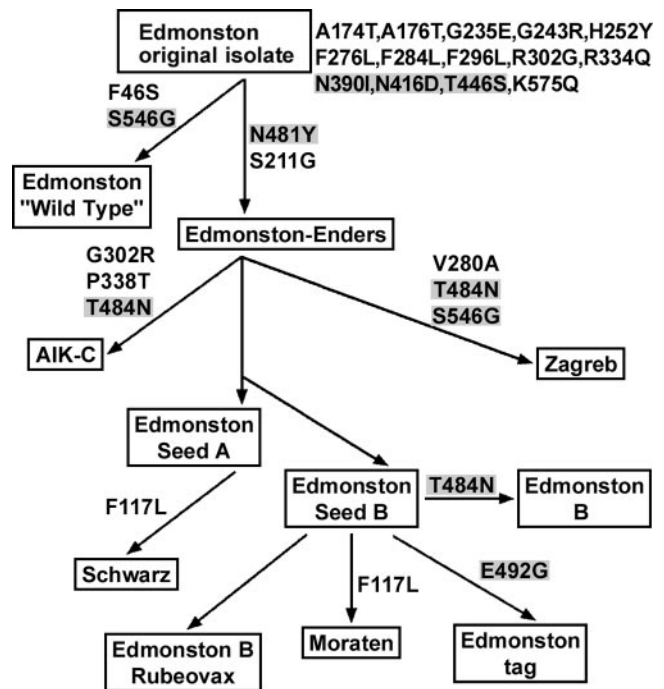 Edmonston
original isolate
A174T,A176T,G235E,G243R,H252Y
F276L,F284L,F296L,R302G,R334Q
N390I,N416D,T446S,K575Q
F46S
S546G
N481Y
S211G
Edmonston
"Wild Type"
Edmonston-Enders
G302R
P338T
T484N
V280A
T484N
S546G
AIK-C
Zagreb
Edmonston
Seed A
Edmonston
Seed B
T484N
Edmonston
B
F117L
Schwarz
F117L
E492G
Edmonston B
Rubeovax
Moraten
Edmonston
tag